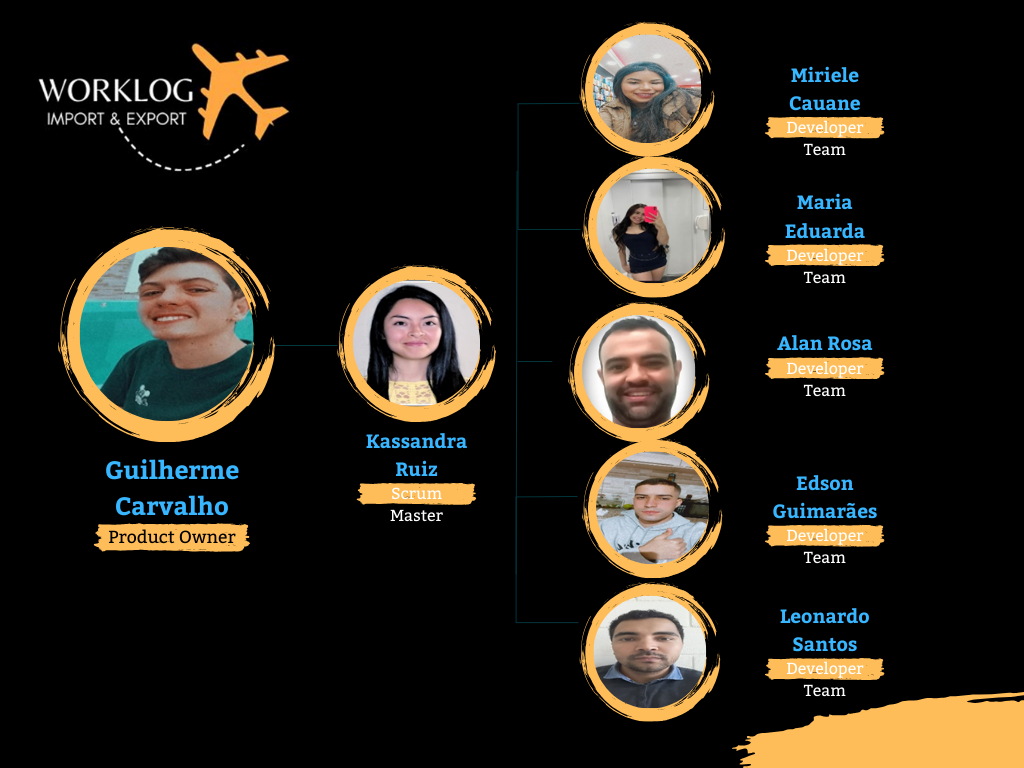 WORKLOG
IMPORT & EXPORT
Guilherme
Carvalho
Product Owner
Kassandra
Ruiz
Scrum
Master
Miriele
Cauane
Developer
Team
Maria
Eduarda
Developer
Team
Alan Rosa
Developer
Team
Edson
Guimarães
Developer
Team
Leonardo
Santos
Developer
Team